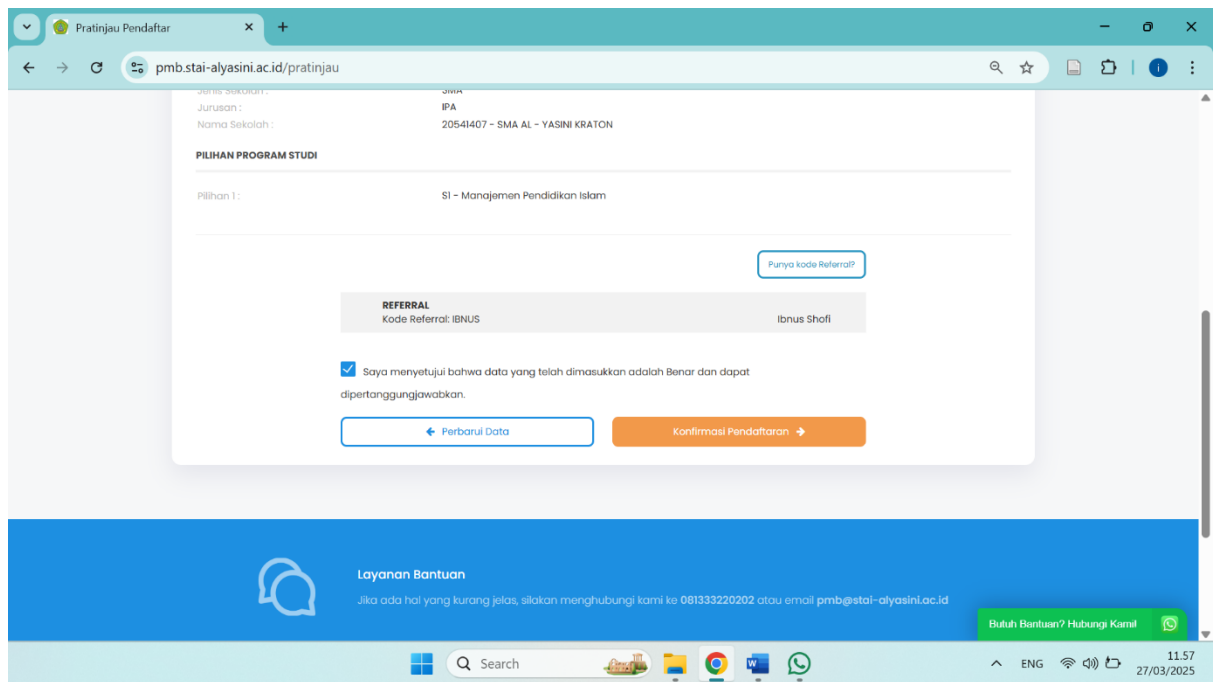 Pratinjau Pendaftar
pmb.stai-alyasini.ac.id/pratinjau
Jenis Sekolah : SMA
Jurusan : IPA
Nama Sekolah : 20541407 - SMA AL - YASINI KRATON
PILIHAN PROGRAM STUDI
Pilihan 1 : S1 - Manajemen Pendidikan Islam
Punya kode Referral?
REFERRAL
Kode Referral: IBNUS Ibnus Shofi
Saya menyetujui bahwa data yang telah dimasukkan adalah Benar dan dapat
dipertanggungjawabkan.
Perbarui Data Konfirmasi Pendaftaran
Layanan Bantuan
Jika ada hal yang kurang jelas, silakan menghubungi kami ke 081333220202 atau email pmb@stai-alyasini.ac.id
Butuh Bantuan? Hubungi Kami!
Search
ENG
11.57
27/03/2025